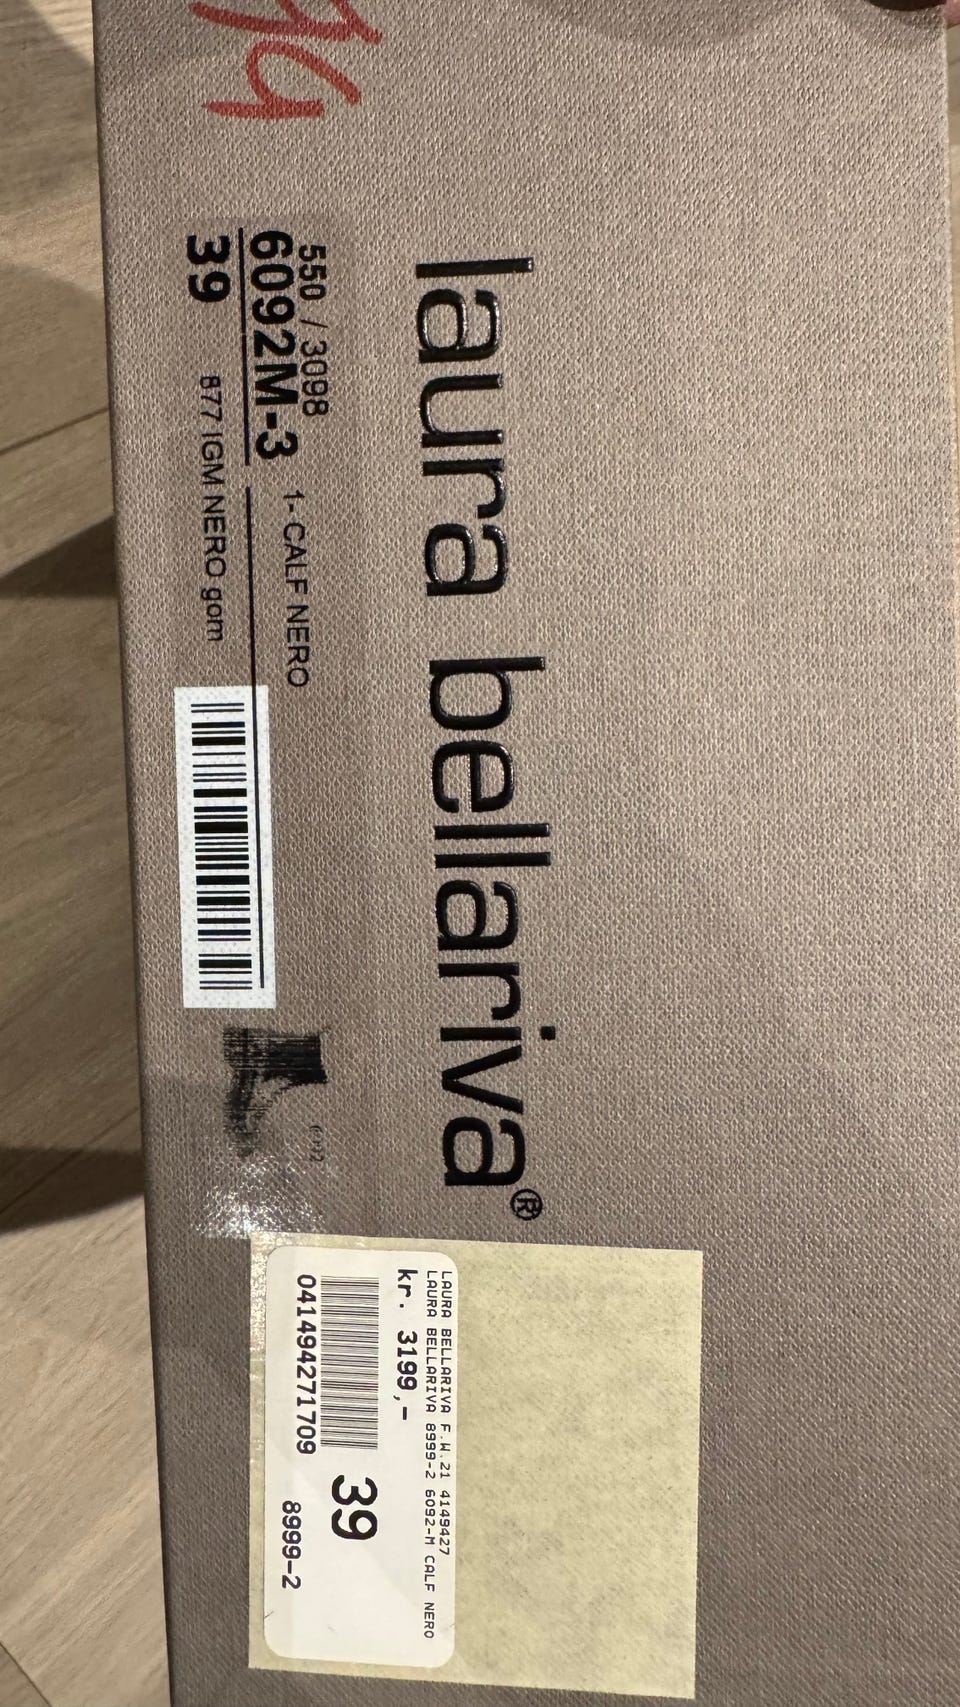 laura bellariva®
550 / 3098
6092M-3 1- CALF NERO
39 877 IGM NERO gom
LAURA BELLARIVA F.W.21 4149427
LAURA BELLARIVA 8999-2 6092-M CALF NERO
kr. 3199,-
39
041494271709 8999-2